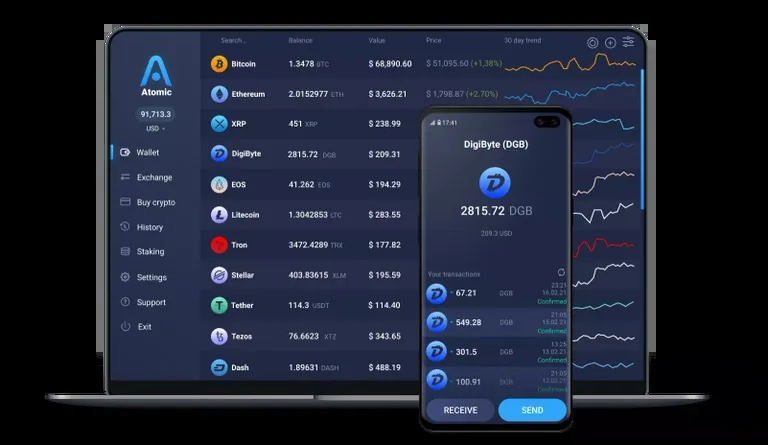 Search... Balance Value Price 30 day trend
Atomic
91,713.3
USD
Wallet
Exchange
Buy crypto
History
Staking
Settings
Support
Exit
Bitcoin 1.3478 BTC $ 68,890.60 $ 51,095.60 (+1,38%)
Ethereum 2.0152977 ETH $ 3,626.21 $ 1,798.87 (+2.70%)
XRP 451 XRP $ 238.99
DigiByte 2815.72 DGB $ 209.31
EOS 41.262 EOS $ 194.29
Litecoin 1.3042853 LTC $ 283.55
Tron 3472.4289 TRX $ 177.82
Stellar 403.83615 XLM $ 195.59
Tether 114.3 USDT $ 114.40
Tezos 76.6623 XTZ $ 343.65
Dash 1.89631 DASH $ 488.19
17:41
DigiByte (DGB)
2815.72 DGB
209.3 USD
Your transactions
23:21
+ 67.21 DGB 16.02.21
Confirmed
21:05
+ 549.28 DGB 15.02.21
Confirmed
13:25
+ 301.5 DGB 13.02.21
Confirmed
21:05
+ 100.91 DGB 12.02.21
Confirmed
RECEIVE SEND